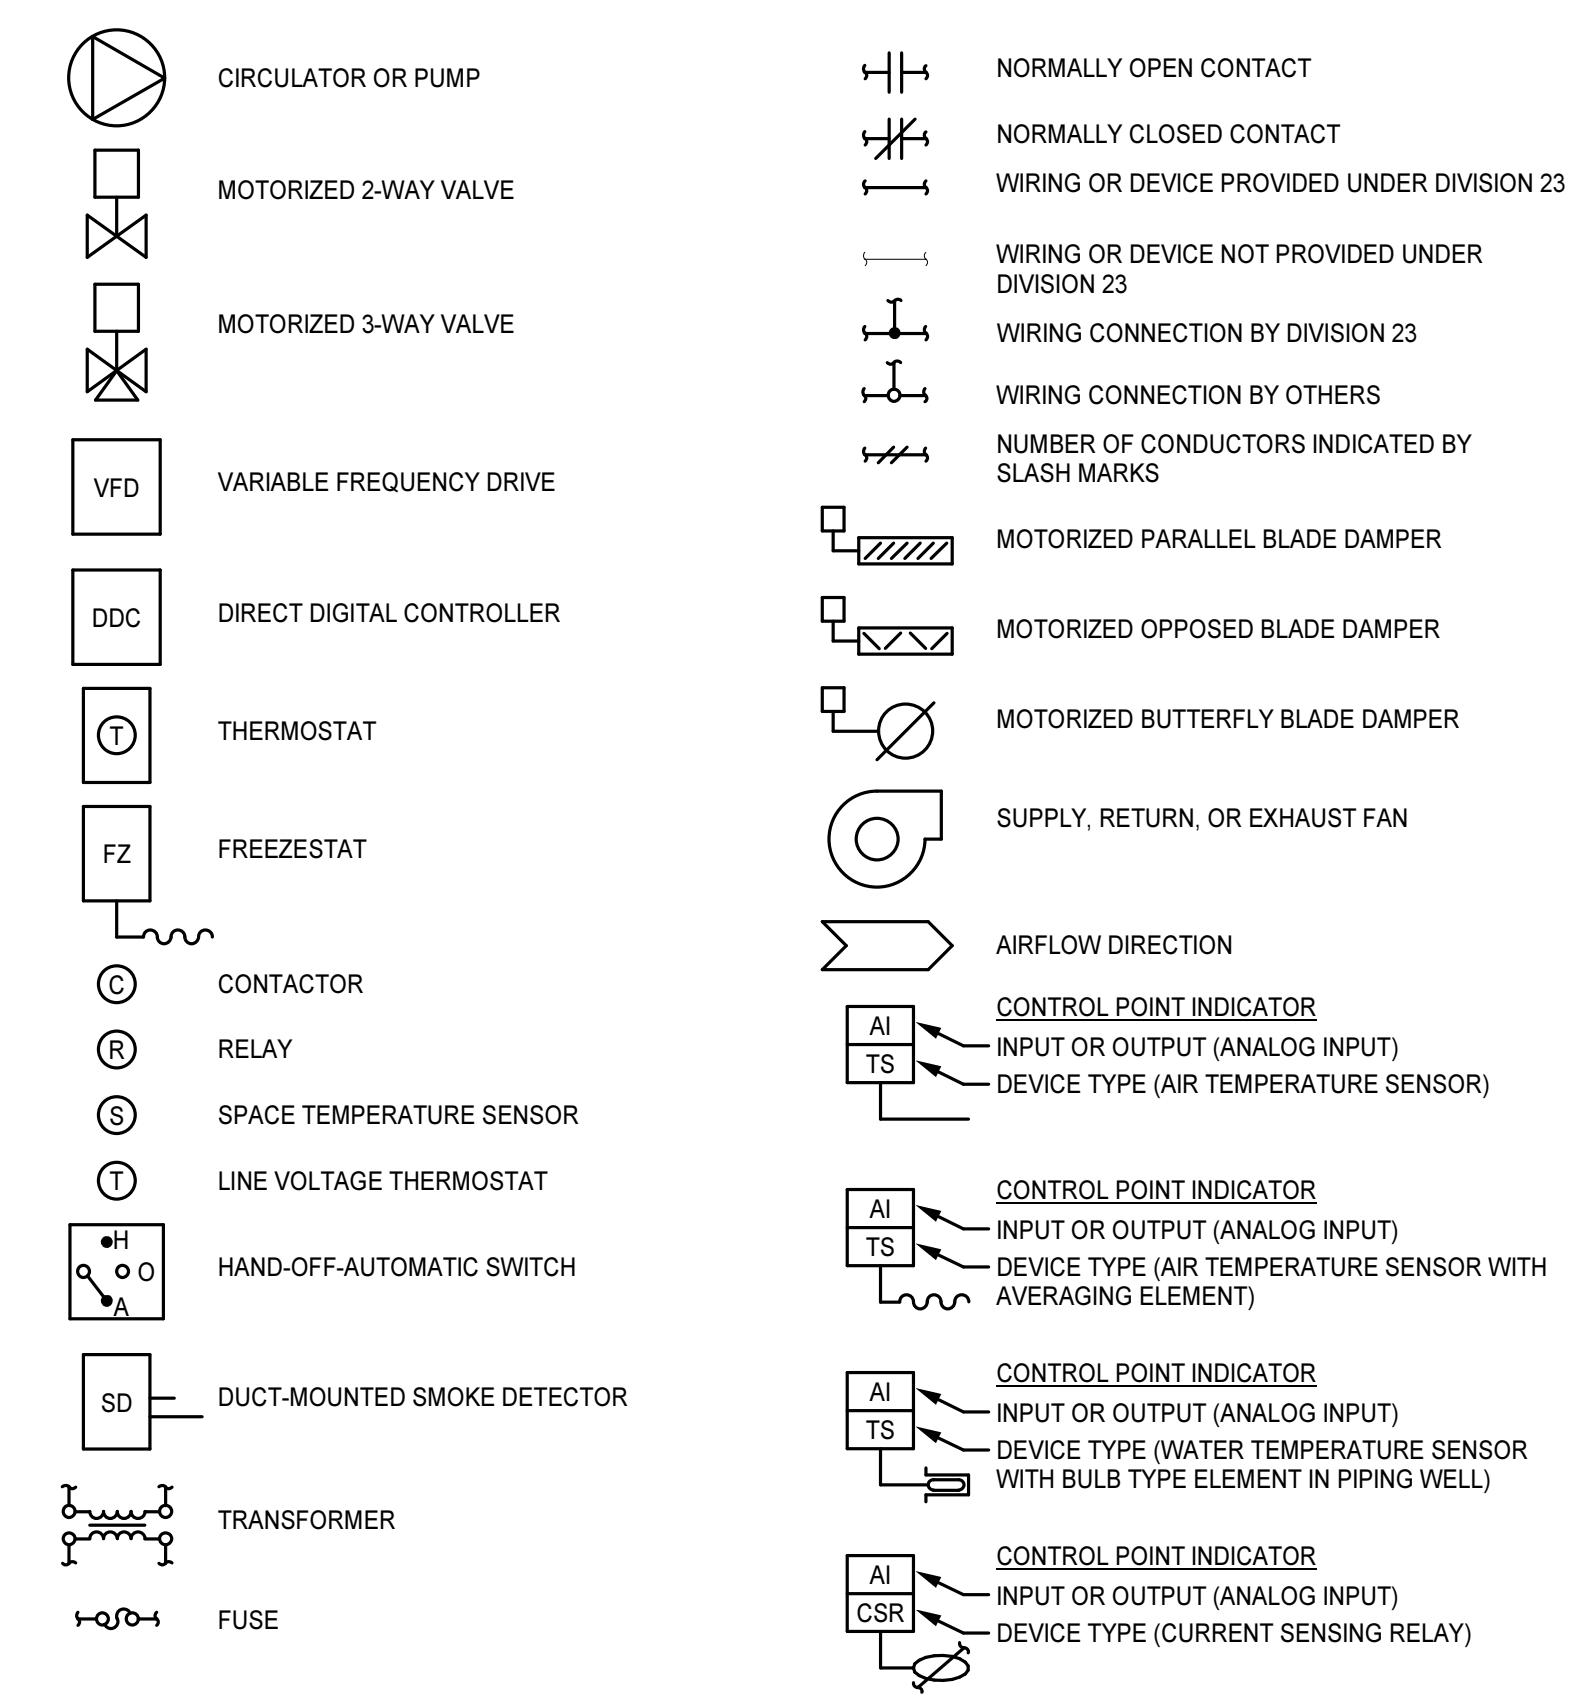 CIRCULATOR OR PUMP
MOTORIZED 2-WAY VALVE
MOTORIZED 3-WAY VALVE
VFD
VARIABLE FREQUENCY DRIVE
DDC
DIRECT DIGITAL CONTROLLER
T
THERMOSTAT
FZ
FREEZESTAT
C
CONTACTOR
R
RELAY
S
SPACE TEMPERATURE SENSOR
T
LINE VOLTAGE THERMOSTAT
H
O
A
HAND-OFF-AUTOMATIC SWITCH
SD
DUCT-MOUNTED SMOKE DETECTOR
TRANSFORMER
FUSE
NORMALLY OPEN CONTACT
NORMALLY CLOSED CONTACT
WIRING OR DEVICE PROVIDED UNDER DIVISION 23
WIRING OR DEVICE NOT PROVIDED UNDER
DIVISION 23
WIRING CONNECTION BY DIVISION 23
WIRING CONNECTION BY OTHERS
NUMBER OF CONDUCTORS INDICATED BY
SLASH MARKS
MOTORIZED PARALLEL BLADE DAMPER
MOTORIZED OPPOSED BLADE DAMPER
MOTORIZED BUTTERFLY BLADE DAMPER
SUPPLY, RETURN, OR EXHAUST FAN
AIRFLOW DIRECTION
CONTROL POINT INDICATOR
AI
INPUT OR OUTPUT (ANALOG INPUT)
TS
DEVICE TYPE (AIR TEMPERATURE SENSOR)
CONTROL POINT INDICATOR
AI
INPUT OR OUTPUT (ANALOG INPUT)
TS
DEVICE TYPE (AIR TEMPERATURE SENSOR WITH
AVERAGING ELEMENT)
CONTROL POINT INDICATOR
AI
INPUT OR OUTPUT (ANALOG INPUT)
TS
DEVICE TYPE (WATER TEMPERATURE SENSOR
WITH BULB TYPE ELEMENT IN PIPING WELL)
CONTROL POINT INDICATOR
AI
INPUT OR OUTPUT (ANALOG INPUT)
CSR
DEVICE TYPE (CURRENT SENSING RELAY)